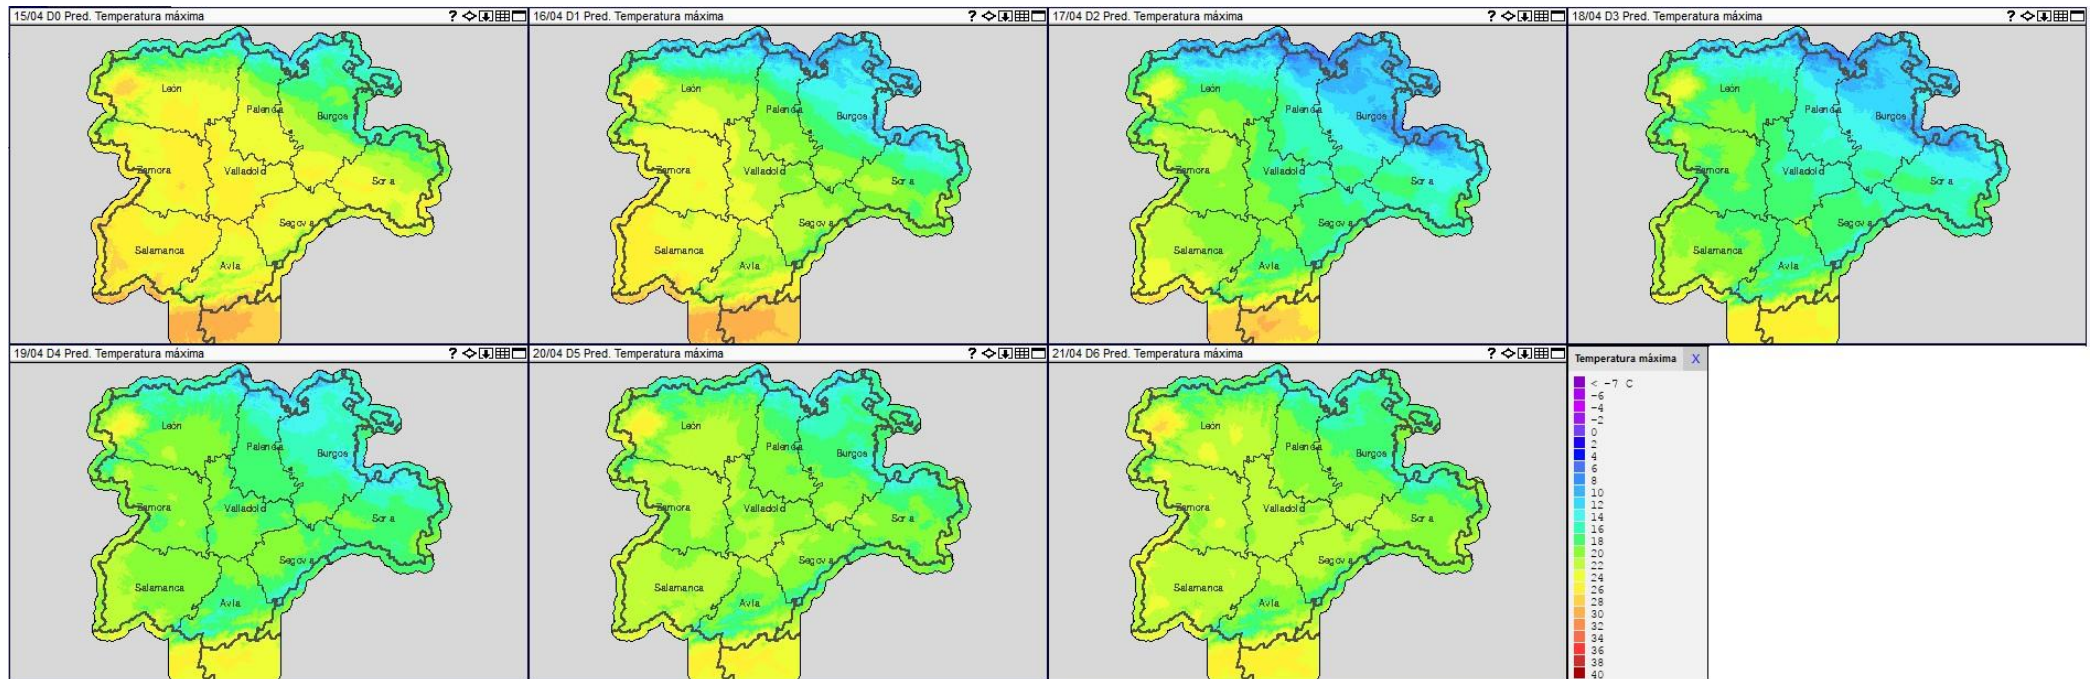 15/04 D0 Pred. Temperatura máxima ?
León
Palencia
Burgos
Zamora
Valladolid
Soria
Segovia
Salamanca
Avila
16/04 D1 Pred. Temperatura máxima ?
León
Palencia
Burgos
Zamora
Valladolid
Soria
Segovia
Salamanca
Avila
17/04 D2 Pred. Temperatura máxima ?
León
Palencia
Burgos
Zamora
Valladolid
Soria
Segovia
Salamanca
Avila
18/04 D3 Pred. Temperatura máxima ?
León
Palencia
Burgos
Zamora
Valladolid
Soria
Segovia
Salamanca
Avila
19/04 D4 Pred. Temperatura máxima ?
León
Palencia
Burgos
Zamora
Valladolid
Soria
Segovia
Salamanca
Avila
20/04 D5 Pred. Temperatura máxima ?
León
Palencia
Burgos
Zamora
Valladolid
Soria
Segovia
Salamanca
Avila
21/04 D6 Pred. Temperatura máxima ?
León
Palencia
Burgos
Zamora
Valladolid
Soria
Segovia
Salamanca
Avila
Temperatura máxima X
< -7 C
-6
-4
-2
0
2
4
6
8
10
12
14
16
18
20
22
24
26
28
30
32
34
36
38
40